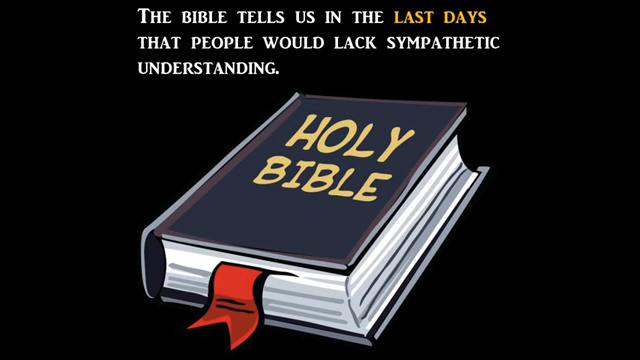 The bible tells us in the last days
that people would lack sympathetic
understanding.
HOLY
BIBLE